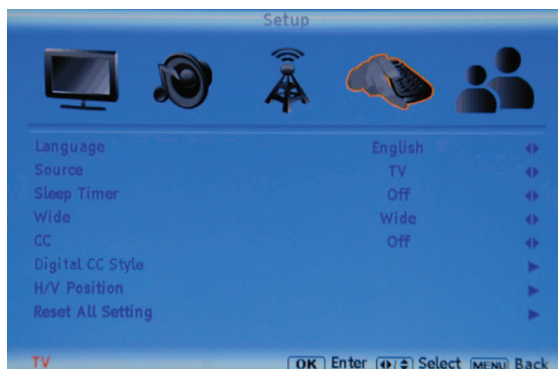 Setup
Language English
Source TV
Sleep Timer Off
Wide Wide
CC Off
Digital CC Style
H/V Position
Reset All Setting
TV OK Enter Select MENU Back